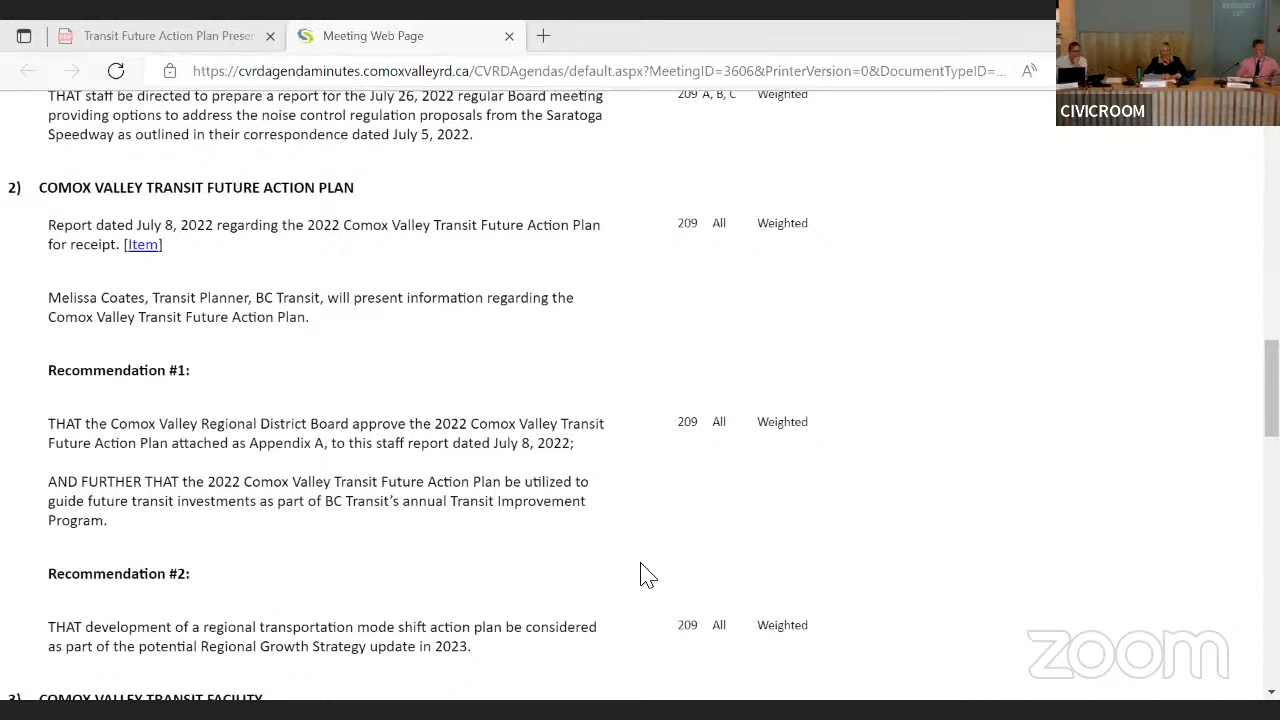 Transit Future Action Plan Preser
Meeting Web Page
https://cvrdagendaminutes.comoxvalleyrd.ca/CVRDAgendas/default.aspx?MeetingID=3606&PrinterVersion=0&DocumentTypeID=...
CIVICROOM
THAT staff be directed to prepare a report for the July 26, 2022 regular Board meeting 209 A, B, C Weighted
providing options to address the noise control regulation proposals from the Saratoga
Speedway as outlined in their correspondence dated July 5, 2022.
2) COMOX VALLEY TRANSIT FUTURE ACTION PLAN
Report dated July 8, 2022 regarding the 2022 Comox Valley Transit Future Action Plan 209 All Weighted
for receipt. [Item]
Melissa Coates, Transit Planner, BC Transit, will present information regarding the
Comox Valley Transit Future Action Plan.
Recommendation #1:
THAT the Comox Valley Regional District Board approve the 2022 Comox Valley Transit 209 All Weighted
Future Action Plan attached as Appendix A, to this staff report dated July 8, 2022;
AND FURTHER THAT the 2022 Comox Valley Transit Future Action Plan be utilized to
guide future transit investments as part of BC Transit's annual Transit Improvement
Program.
Recommendation #2:
THAT development of a regional transportation mode shift action plan be considered 209 All Weighted
as part of the potential Regional Growth Strategy update in 2023.
zoom
3) COMOX VALLEY TRANSIT FACILITY